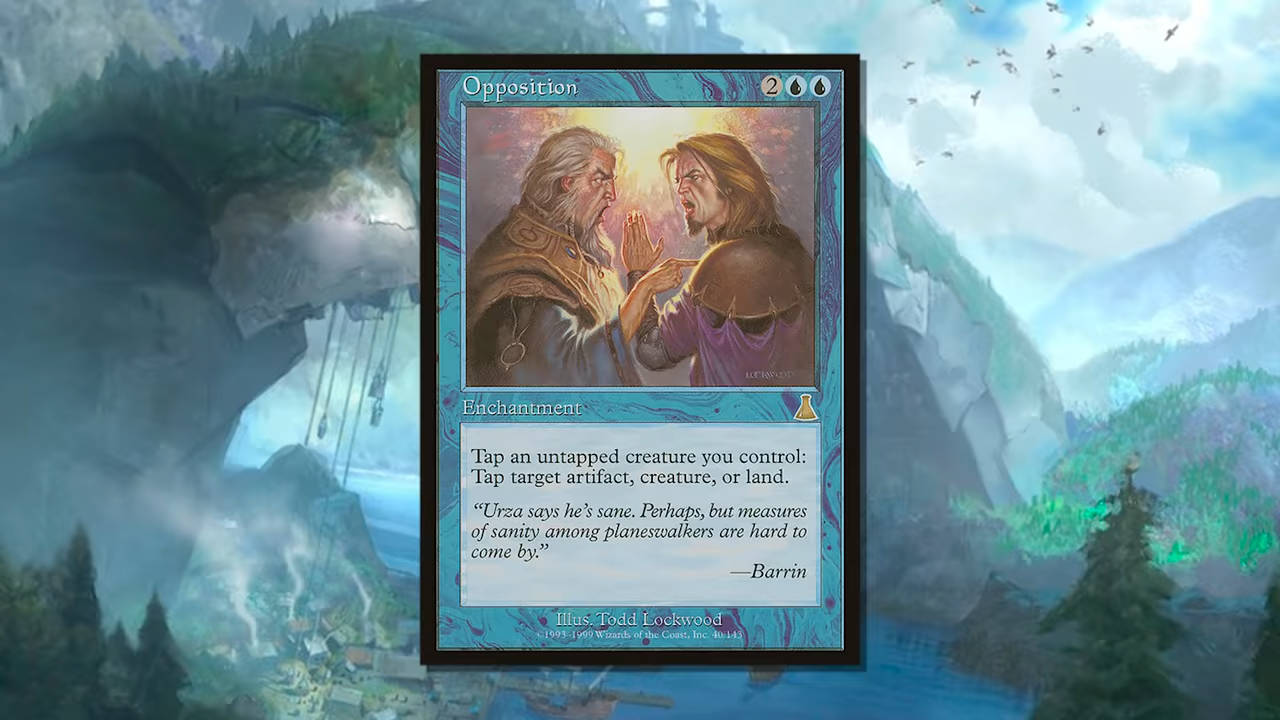 Opposition 2
LOCKWOOD
Enchantment
Tap an untapped creature you control:
Tap target artifact, creature, or land.
“Urza says he’s sane. Perhaps, but measures
of sanity among planeswalkers are hard to
come by.”
—Barrin
Illus. Todd Lockwood
©1993-1999 Wizards of the Coast, Inc. 40/143